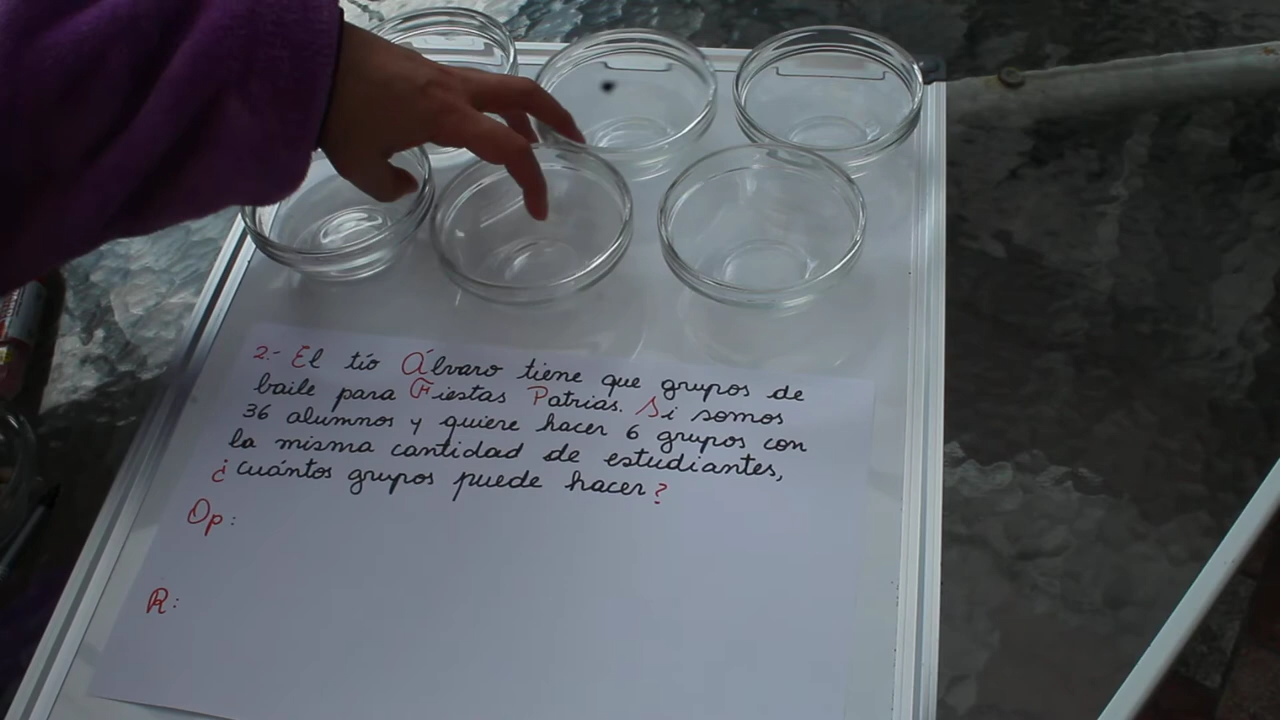 2.- El tío Álvaro tiene que grupos de
baile para Fiestas Patrias. Si somos
36 alumnos y quiere hacer 6 grupos con
la misma cantidad de estudiantes,
¿cuántos grupos puede hacer?
Op:
R: